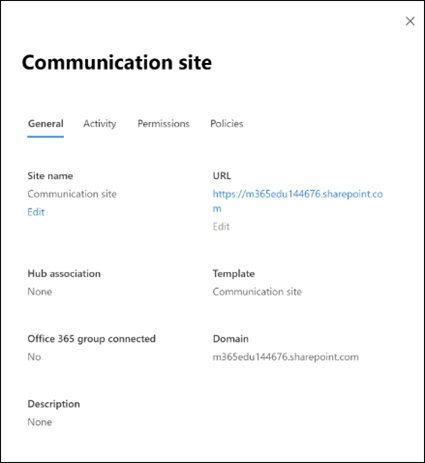 Communication site
General Activity Permissions Policies
Site name URL
Communication site https://m365edu144676.sharepoint.co
Edit m
Edit
Hub association Template
None Communication site
Office 365 group connected Domain
No m365edu144676.sharepoint.com
Description
None